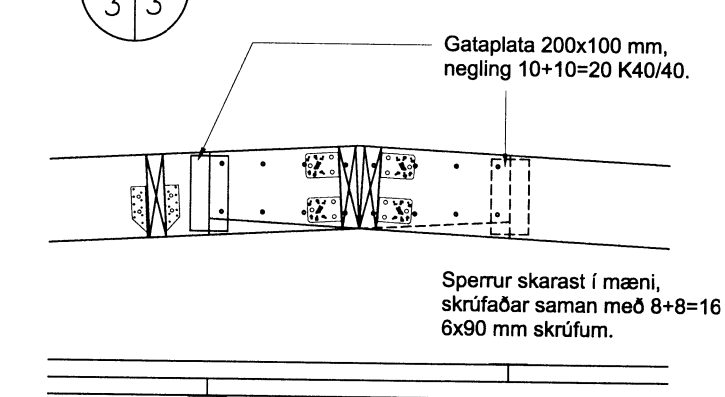 3 3
Gataplata 200x100 mm,
negling 10+10=20 K40/40.
Sperrur skarast í mæni,
skrúfaðar saman með 8+8=16
6x90 mm skrúfum.